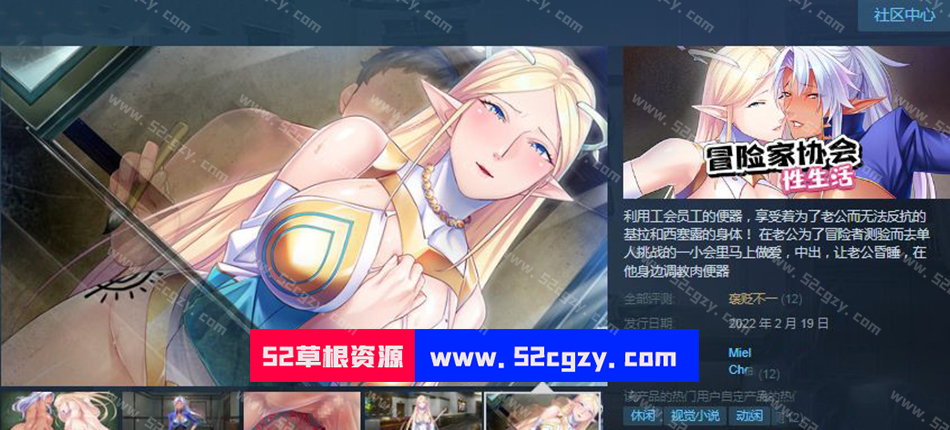 社区中心
冒险家协会
性生活
利用工会员工的便器，享受着为了老公而无法反抗的
基拉和西塞露的身体！ 在老公为了冒险者测验而去单
人挑战的一小会里马上做爱，中出，让老公昏睡，在
他身边调教肉便器
全部评测: 褒贬不一 (12)
发行日期: 2022 年 2 月 19 日
Miel
(12)
该产品的热门用户自定产品的热(
休闲 视觉小说 动画
52草根资源 www.52cgzy.com
www.52cgzy.com